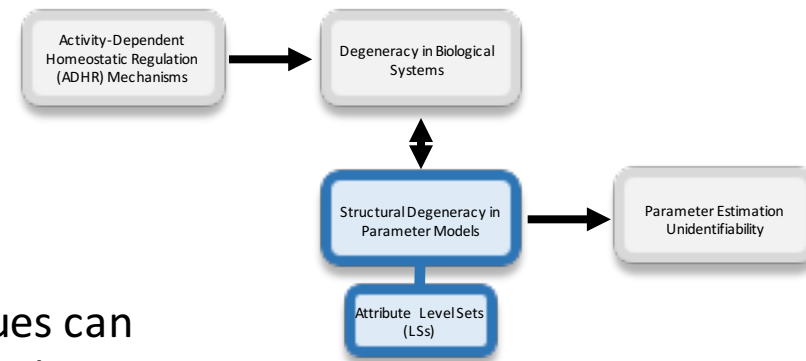 Activity-Dependent
Homeostatic Regulation
(ADHR) Mechanisms
Degeneracy in Biological
Systems
Structural Degeneracy in
Parameter Models
Parameter Estimation
Unidentifiability
Attribute Level Sets
(LSs)
ues can